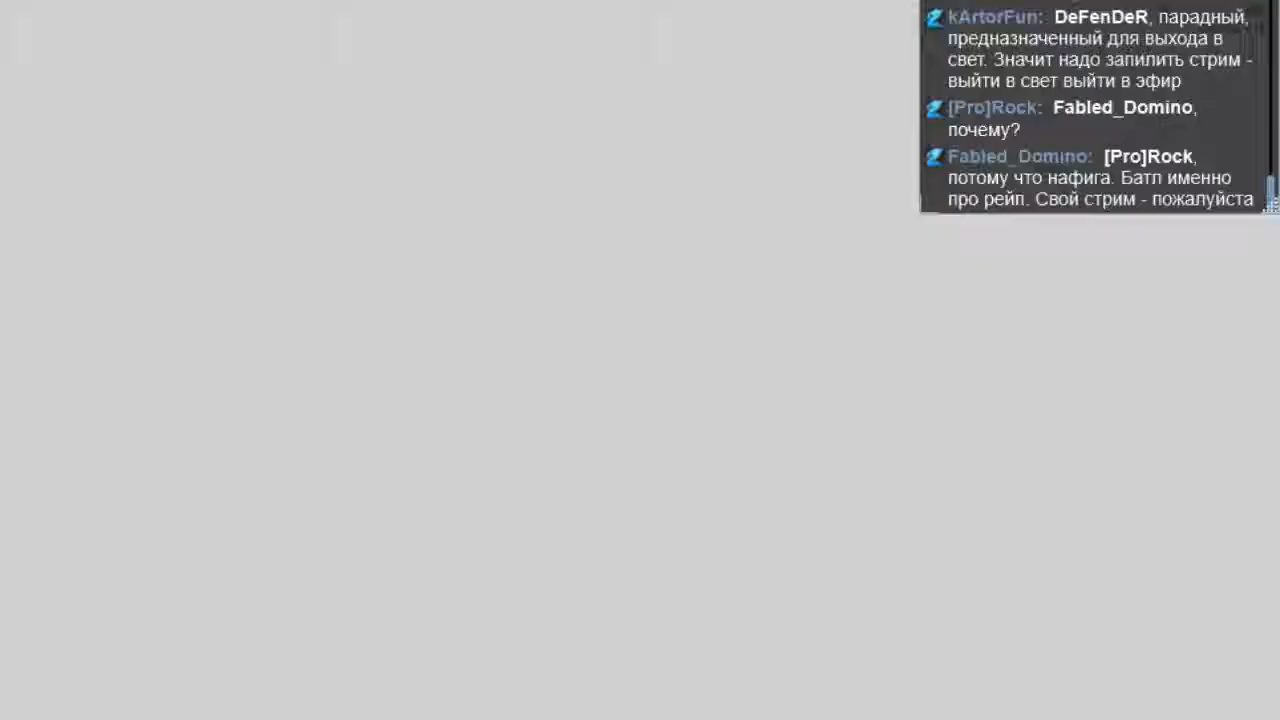 kArtorFun: DeFenDeR, парадный,
предназначенный для выхода в
свет. Значит надо запилить стрим -
выйти в свет выйти в эфир
[Pro]Rock: Fabled_Domino,
почему?
Fabled_Domino: [Pro]Rock,
потому что нафига. Батл именно
про рейп. Свой стрим - пожалуйста